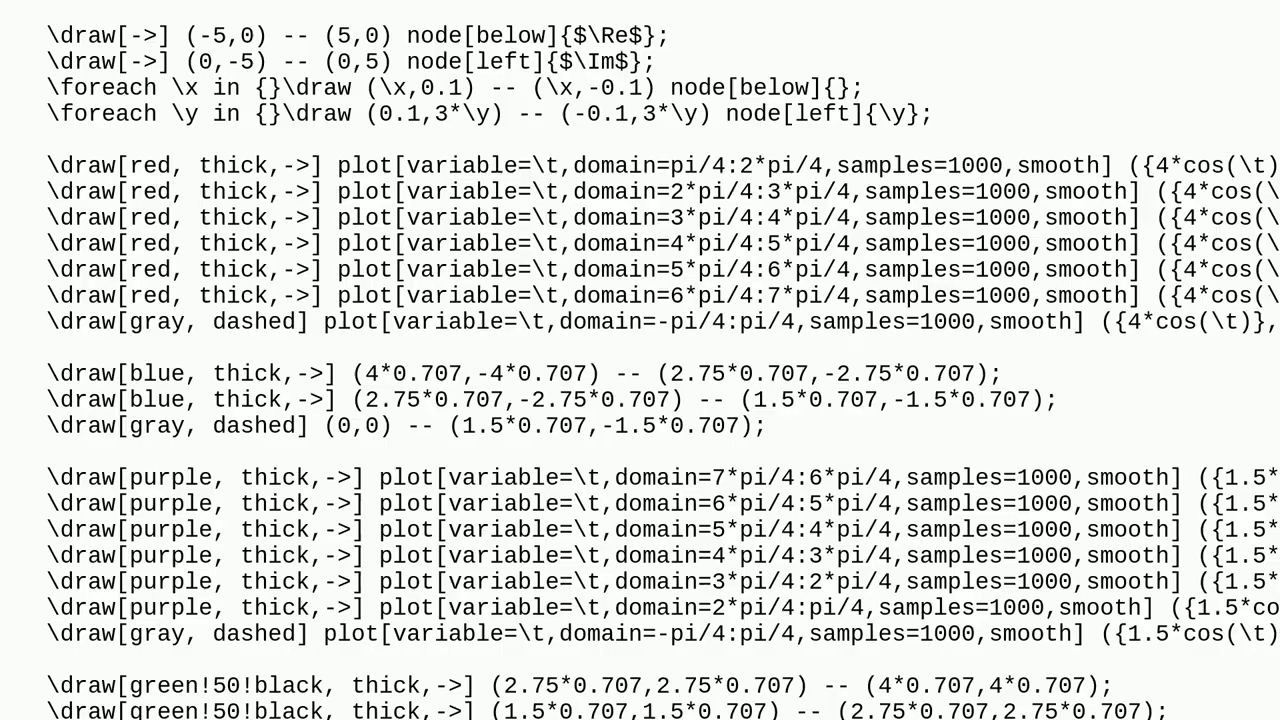 \draw[->] (-5,0) -- (5,0) node[below]{$\Re$};
\draw[->] (0,-5) -- (0,5) node[left]{$\Im$};
\foreach \x in {}\draw (\x,0.1) -- (\x,-0.1) node[below]{};
\foreach \y in {}\draw (0.1,3*\y) -- (-0.1,3*\y) node[left]{\y};
\draw[red, thick,->] plot[variable=\t,domain=pi/4:2*pi/4,samples=1000,smooth] ({4*cos(\t)
\draw[red, thick,->] plot[variable=\t,domain=2*pi/4:3*pi/4,samples=1000,smooth] ({4*cos(\
\draw[red, thick,->] plot[variable=\t,domain=3*pi/4:4*pi/4,samples=1000,smooth] ({4*cos(\
\draw[red, thick,->] plot[variable=\t,domain=4*pi/4:5*pi/4,samples=1000,smooth] ({4*cos(\
\draw[red, thick,->] plot[variable=\t,domain=5*pi/4:6*pi/4,samples=1000,smooth] ({4*cos(\
\draw[red, thick,->] plot[variable=\t,domain=6*pi/4:7*pi/4,samples=1000,smooth] ({4*cos(\
\draw[gray, dashed] plot[variable=\t,domain=-pi/4:pi/4,samples=1000,smooth] ({4*cos(\t)},
\draw[blue, thick,->] (4*0.707,-4*0.707) -- (2.75*0.707,-2.75*0.707);
\draw[blue, thick,->] (2.75*0.707,-2.75*0.707) -- (1.5*0.707,-1.5*0.707);
\draw[gray, dashed] (0,0) -- (1.5*0.707,-1.5*0.707);
\draw[purple, thick,->] plot[variable=\t,domain=7*pi/4:6*pi/4,samples=1000,smooth] ({1.5*
\draw[purple, thick,->] plot[variable=\t,domain=6*pi/4:5*pi/4,samples=1000,smooth] ({1.5*
\draw[purple, thick,->] plot[variable=\t,domain=5*pi/4:4*pi/4,samples=1000,smooth] ({1.5*
\draw[purple, thick,->] plot[variable=\t,domain=4*pi/4:3*pi/4,samples=1000,smooth] ({1.5*
\draw[purple, thick,->] plot[variable=\t,domain=3*pi/4:2*pi/4,samples=1000,smooth] ({1.5*
\draw[purple, thick,->] plot[variable=\t,domain=2*pi/4:pi/4,samples=1000,smooth] ({1.5*co
\draw[gray, dashed] plot[variable=\t,domain=-pi/4:pi/4,samples=1000,smooth] ({1.5*cos(\t)
\draw[green!50!black, thick,->] (2.75*0.707,2.75*0.707) -- (4*0.707,4*0.707);
\draw[green!50!black, thick,->] (1.5*0.707,1.5*0.707) -- (2.75*0.707,2.75*0.707);